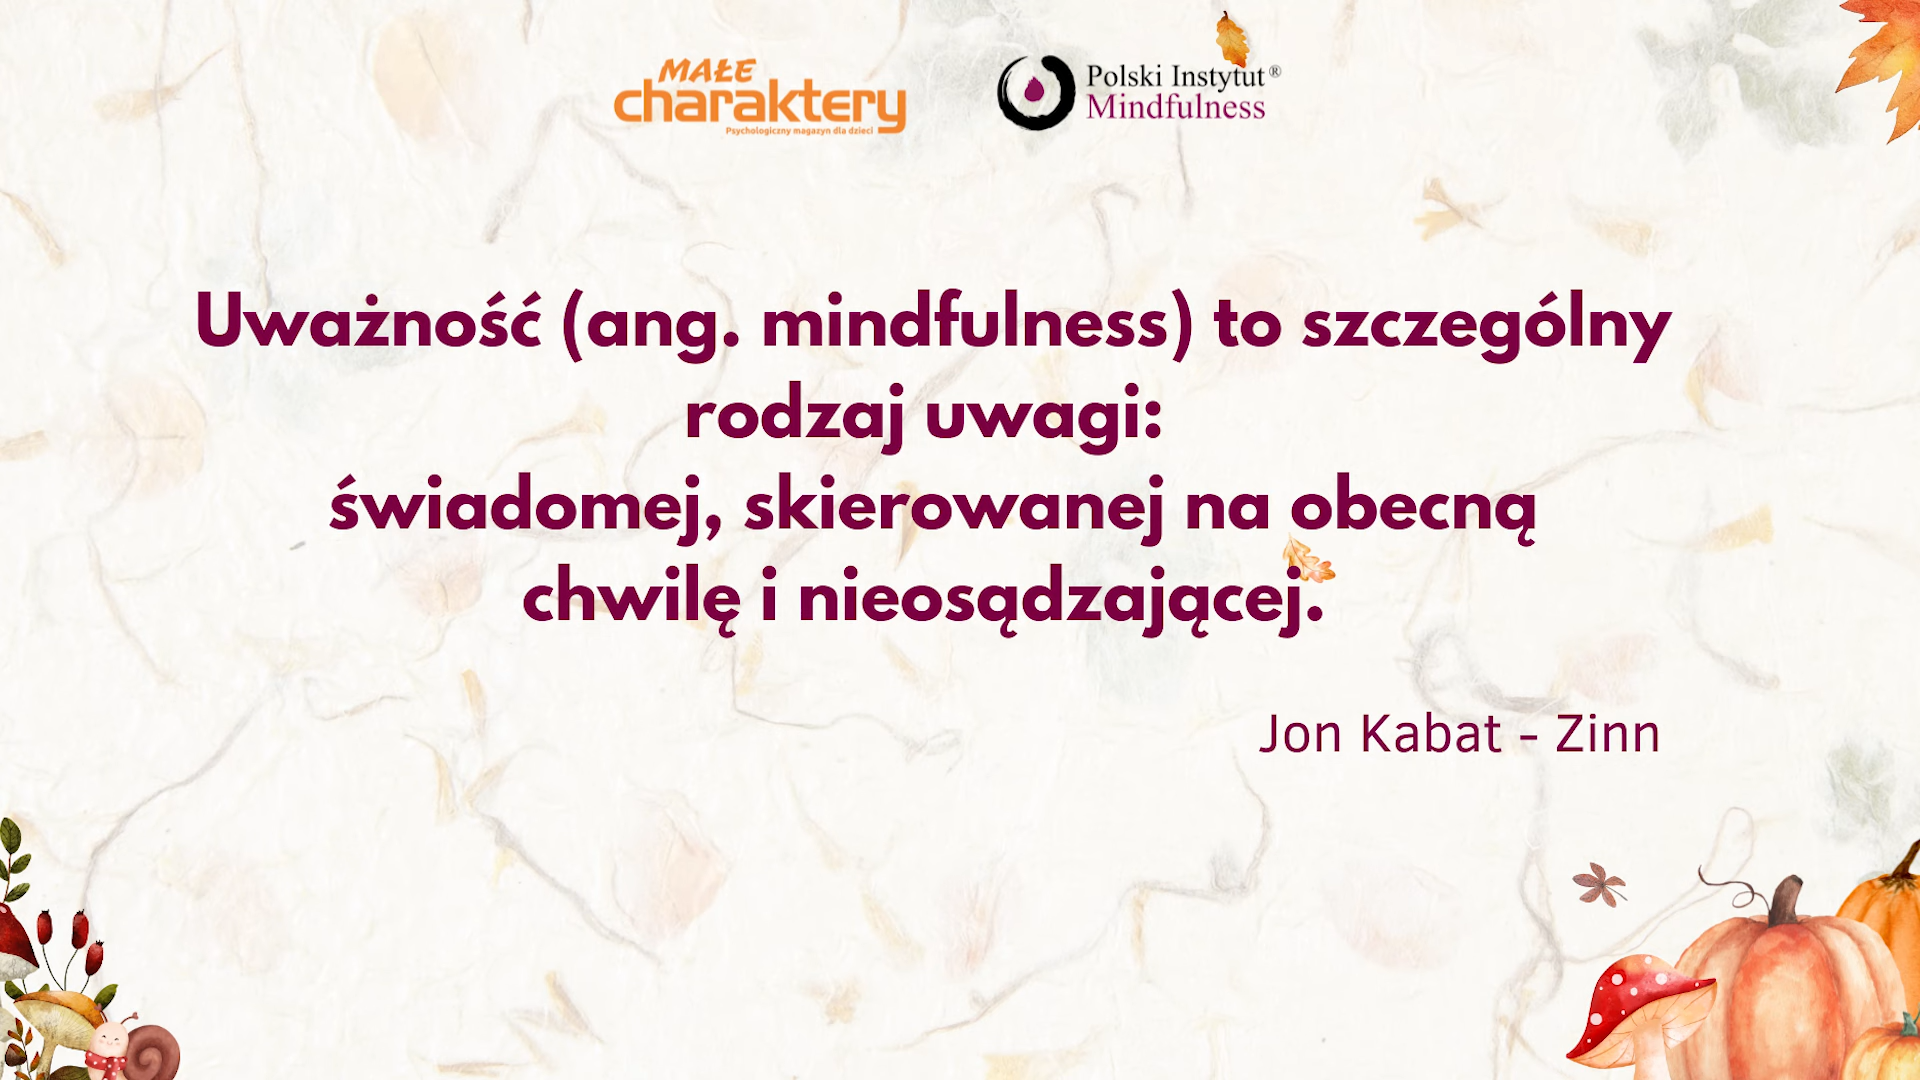 MAŁE
charaktery
Psychologiczny magazyn dla dzieci
Polski Instytut®
Mindfulness
Uważność (ang. mindfulness) to szczególny
rodzaj uwagi:
świadomej, skierowanej na obecną
chwilę i nieosądzającej.
Jon Kabat - Zinn